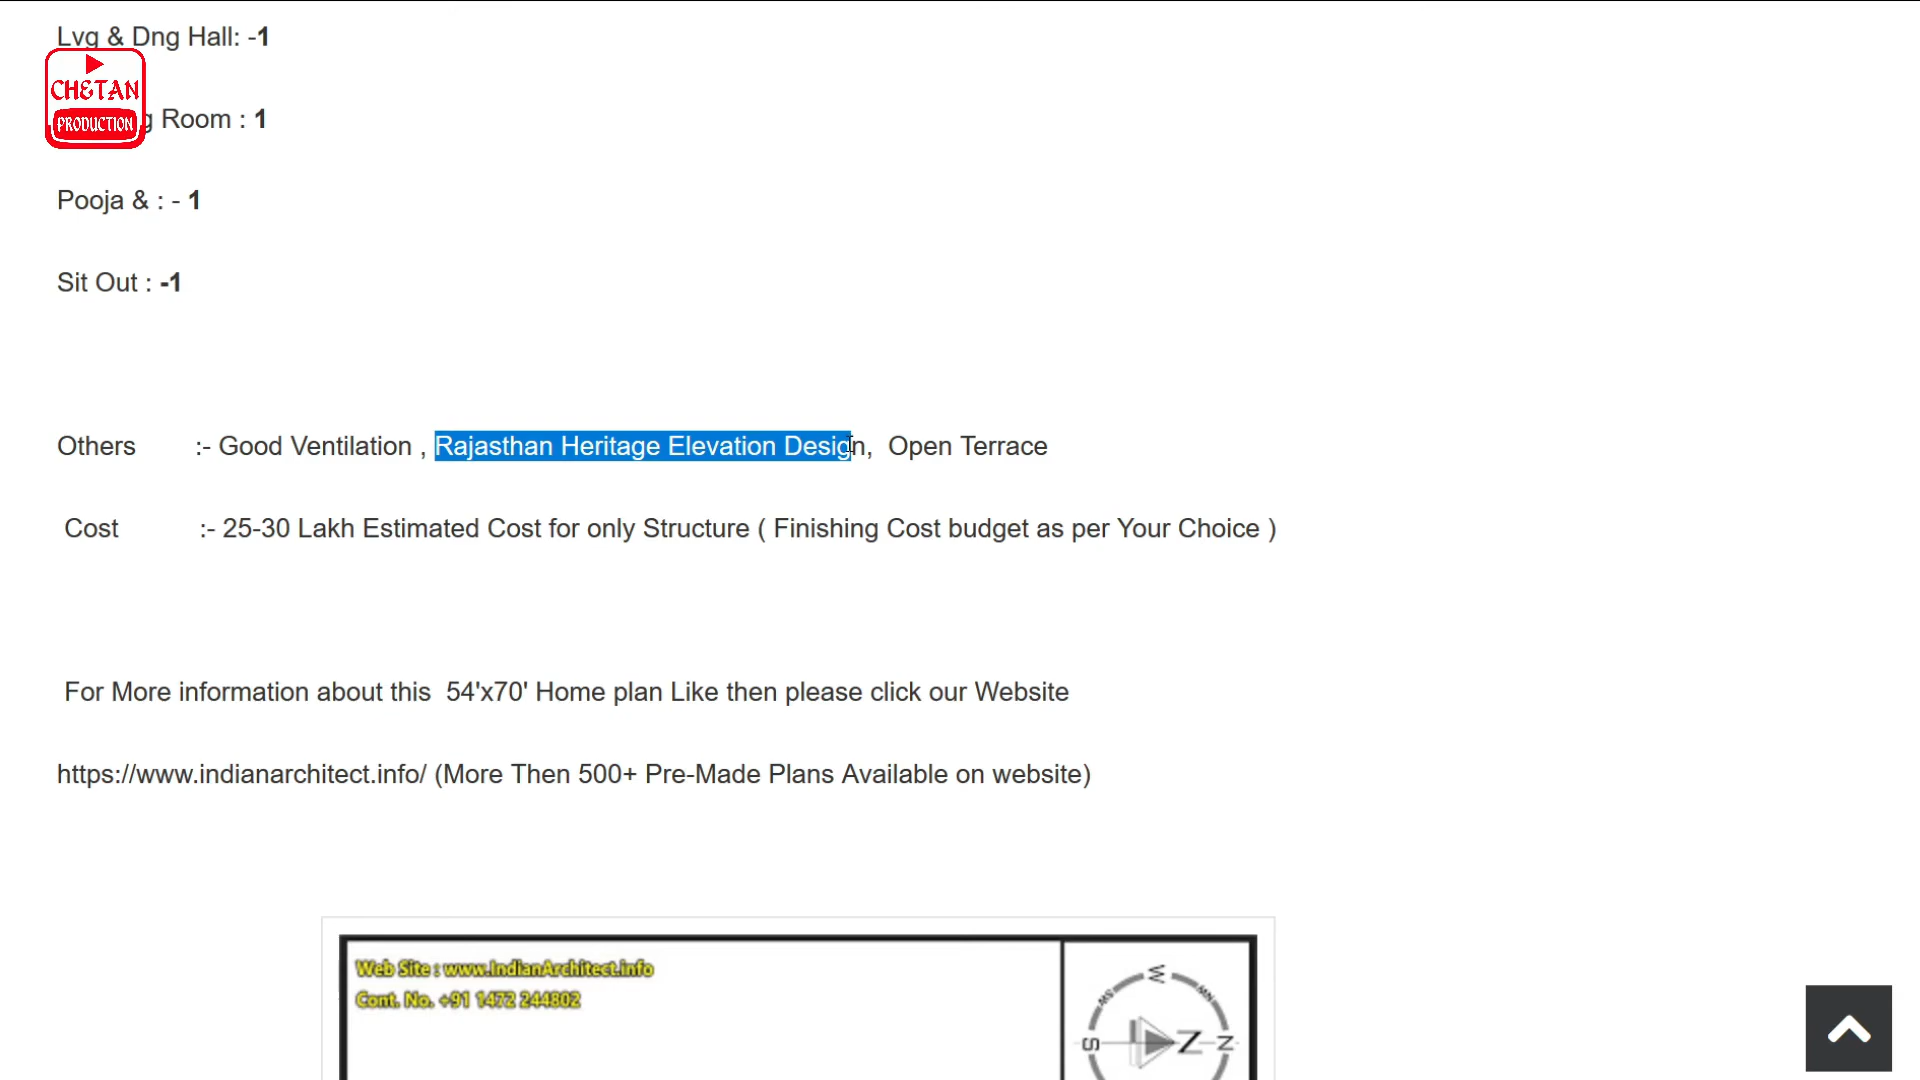 Lvg & Dng Hall: -1
CHETAN
PRODUCTION
g Room : 1
Pooja & : - 1
Sit Out : -1
Others :- Good Ventilation , Rajasthan Heritage Elevation Design, Open Terrace
Cost :- 25-30 Lakh Estimated Cost for only Structure ( Finishing Cost budget as per Your Choice )
For More information about this 54'x70' Home plan Like then please click our Website
https://www.indianarchitect.info/ (More Then 500+ Pre-Made Plans Available on website)
Web Site : www.IndianArchitect.info
Cont. No. +91 1472 244802
W
SW
NW
S
Z
N